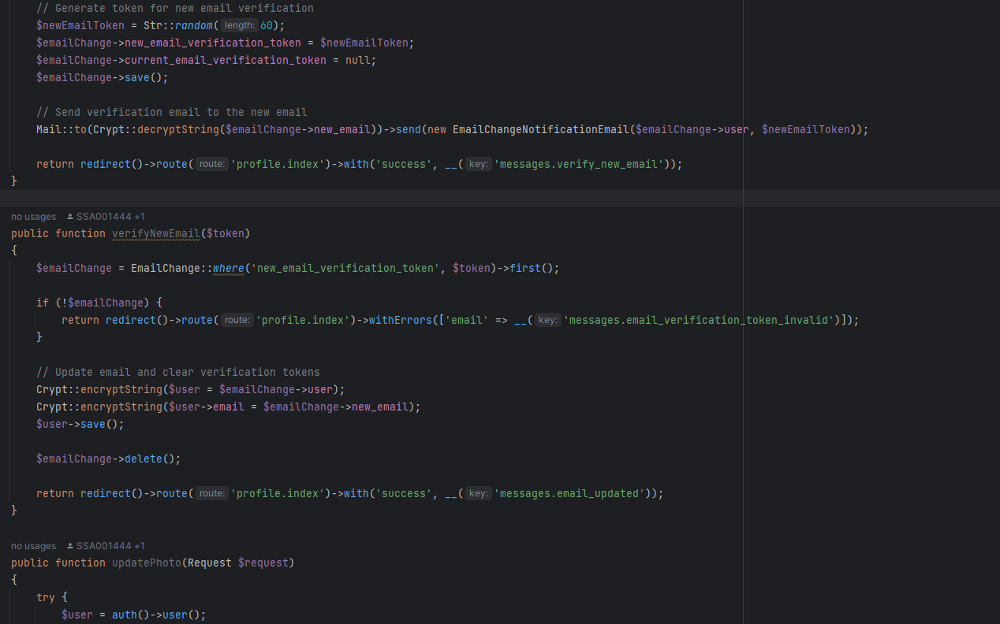 // Generate token for new email verification
$newEmailToken = Str::random( length: 60);
$emailChange->new_email_verification_token = $newEmailToken;
$emailChange->current_email_verification_token = null;
$emailChange->save();
// Send verification email to the new email
Mail::to(Crypt::decryptString($emailChange->new_email))->send(new EmailChangeNotificationEmail($emailChange->user, $newEmailToken));
return redirect()->route( route: 'profile.index')->with('success', __( key: 'messages.verify_new_email'));
}
no usages SSA001444 +1
public function verifyNewEmail($token)
{
$emailChange = EmailChange::where('new_email_verification_token', $token)->first();
if (!$emailChange) {
return redirect()->route( route: 'profile.index')->withErrors(['email' => __( key: 'messages.email_verification_token_invalid')]);
}
// Update email and clear verification tokens
Crypt::encryptString($user = $emailChange->user);
Crypt::encryptString($user->email = $emailChange->new_email);
$user->save();
$emailChange->delete();
return redirect()->route( route: 'profile.index')->with('success', __( key: 'messages.email_updated'));
}
no usages SSA001444 +1
public function updatePhoto(Request $request)
{
try {
$user = auth()->user();